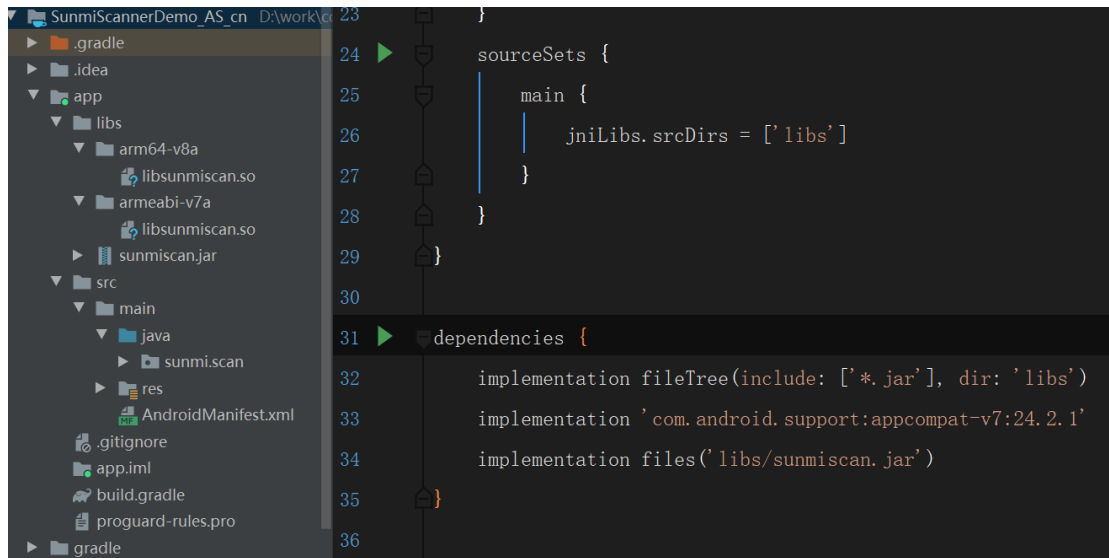 SunmiScannerDemo_AS_cn D:\work\c
.gradle
.idea
app
libs
arm64-v8a
libsunmiscan.so
armeabi-v7a
libsunmiscan.so
sunmiscan.jar
src
main
java
sunmi.scan
res
AndroidManifest.xml
.gitignore
app.iml
build.gradle
proguard-rules.pro
gradle
23 }
24 sourceSets {
25 main {
26 jniLibs.srcDirs = ['libs']
27 }
28 }
29 }
30
31 dependencies {
32 implementation fileTree(include: ['*.jar'], dir: 'libs')
33 implementation 'com.android.support:appcompat-v7:24.2.1'
34 implementation files('libs/sunmiscan.jar')
35 }
36